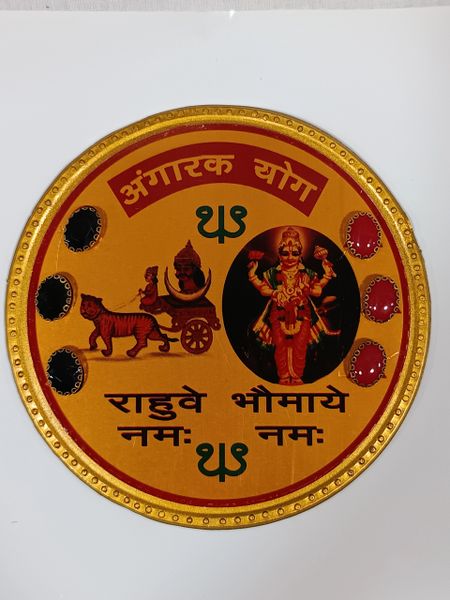 अंगारक योग
राहुवे भौमाये
नमः नमः